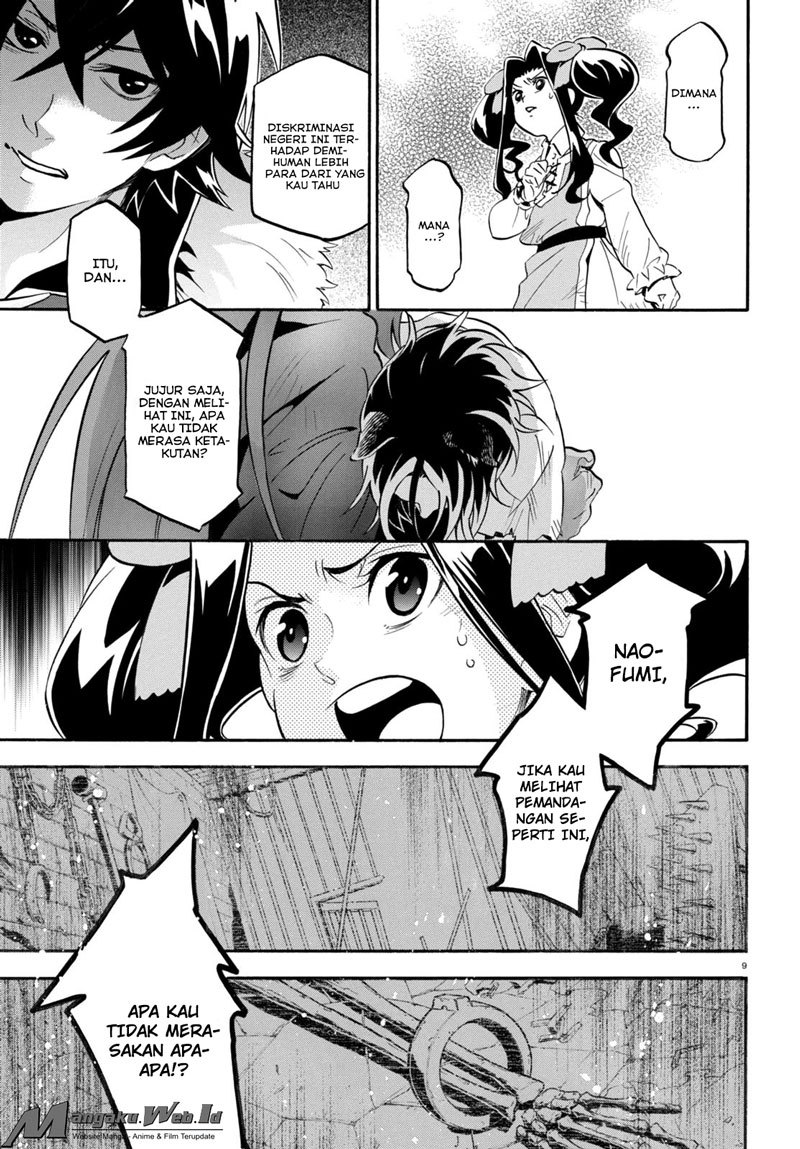 DIMANA
...
MANA
...?
DISKRIMINASI
NEGERI INI TER-
HADAP DEMI-
HUMAN LEBIH
PARA DARI YANG
KAU TAHU
ITU,
DAN...
JUJUR SAJA,
DENGAN MELI-
HAT INI, APA
KAU TIDAK
MERASA KETA-
KUTAN?
NAO-
FUMI,
JIKA KAU
MELIHAT
PEMANDA-
NGAN SE-
PERTI INI,
9
APA KAU
TIDAK MERA-
SAKAN APA-
APA!?
Mangaku.Web.Id
Website Manga - Anime & Film Terupdate